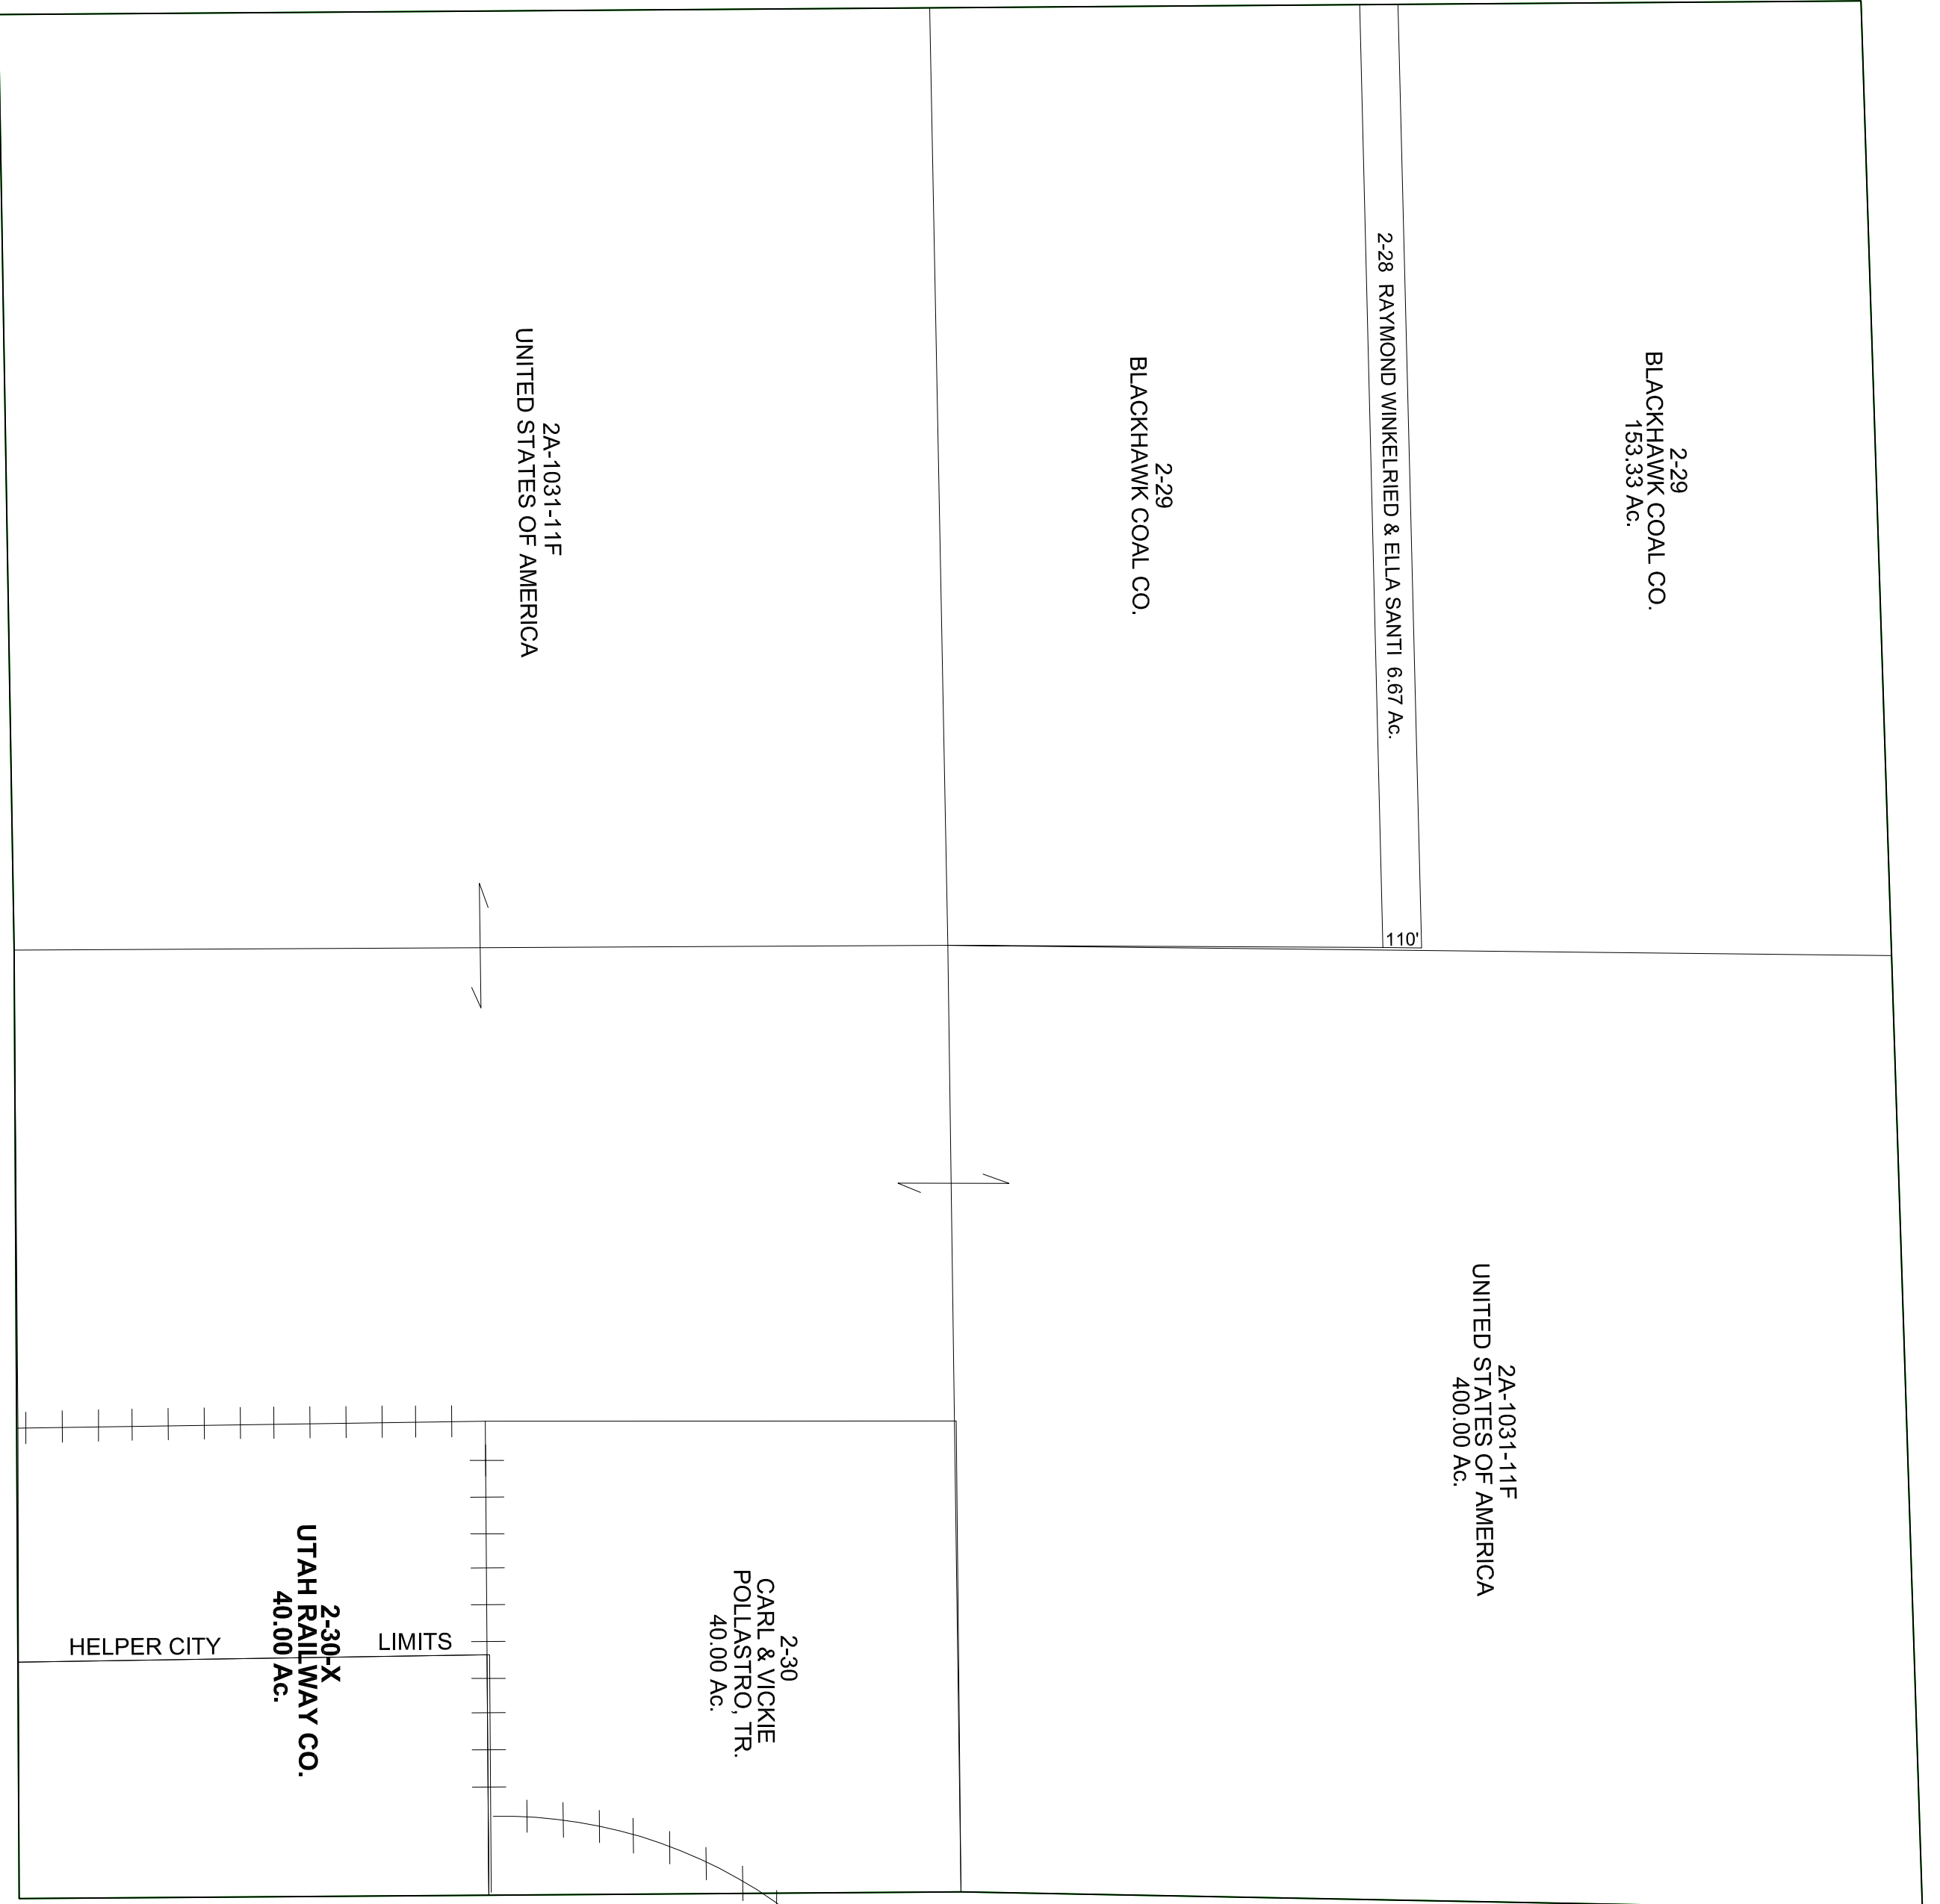 2A-1031-11F
UNITED STATES OF AMERICA
2-29
BLACKHAWK COAL CO.
2-28 RAYMOND WINKELRIED & ELLA SANTI 6.67 Ac.
2-29
BLACKHAWK COAL CO.
153.33 Ac.
110'
2A-1031-11F
UNITED STATES OF AMERICA
400.00 Ac.
2-30-X
UTAH RAILWAY CO.
40.00 Ac.
HELPER CITY LIMITS
2-30
CARL & VICKIE
POLLASTRO, TR.
40.00 Ac.